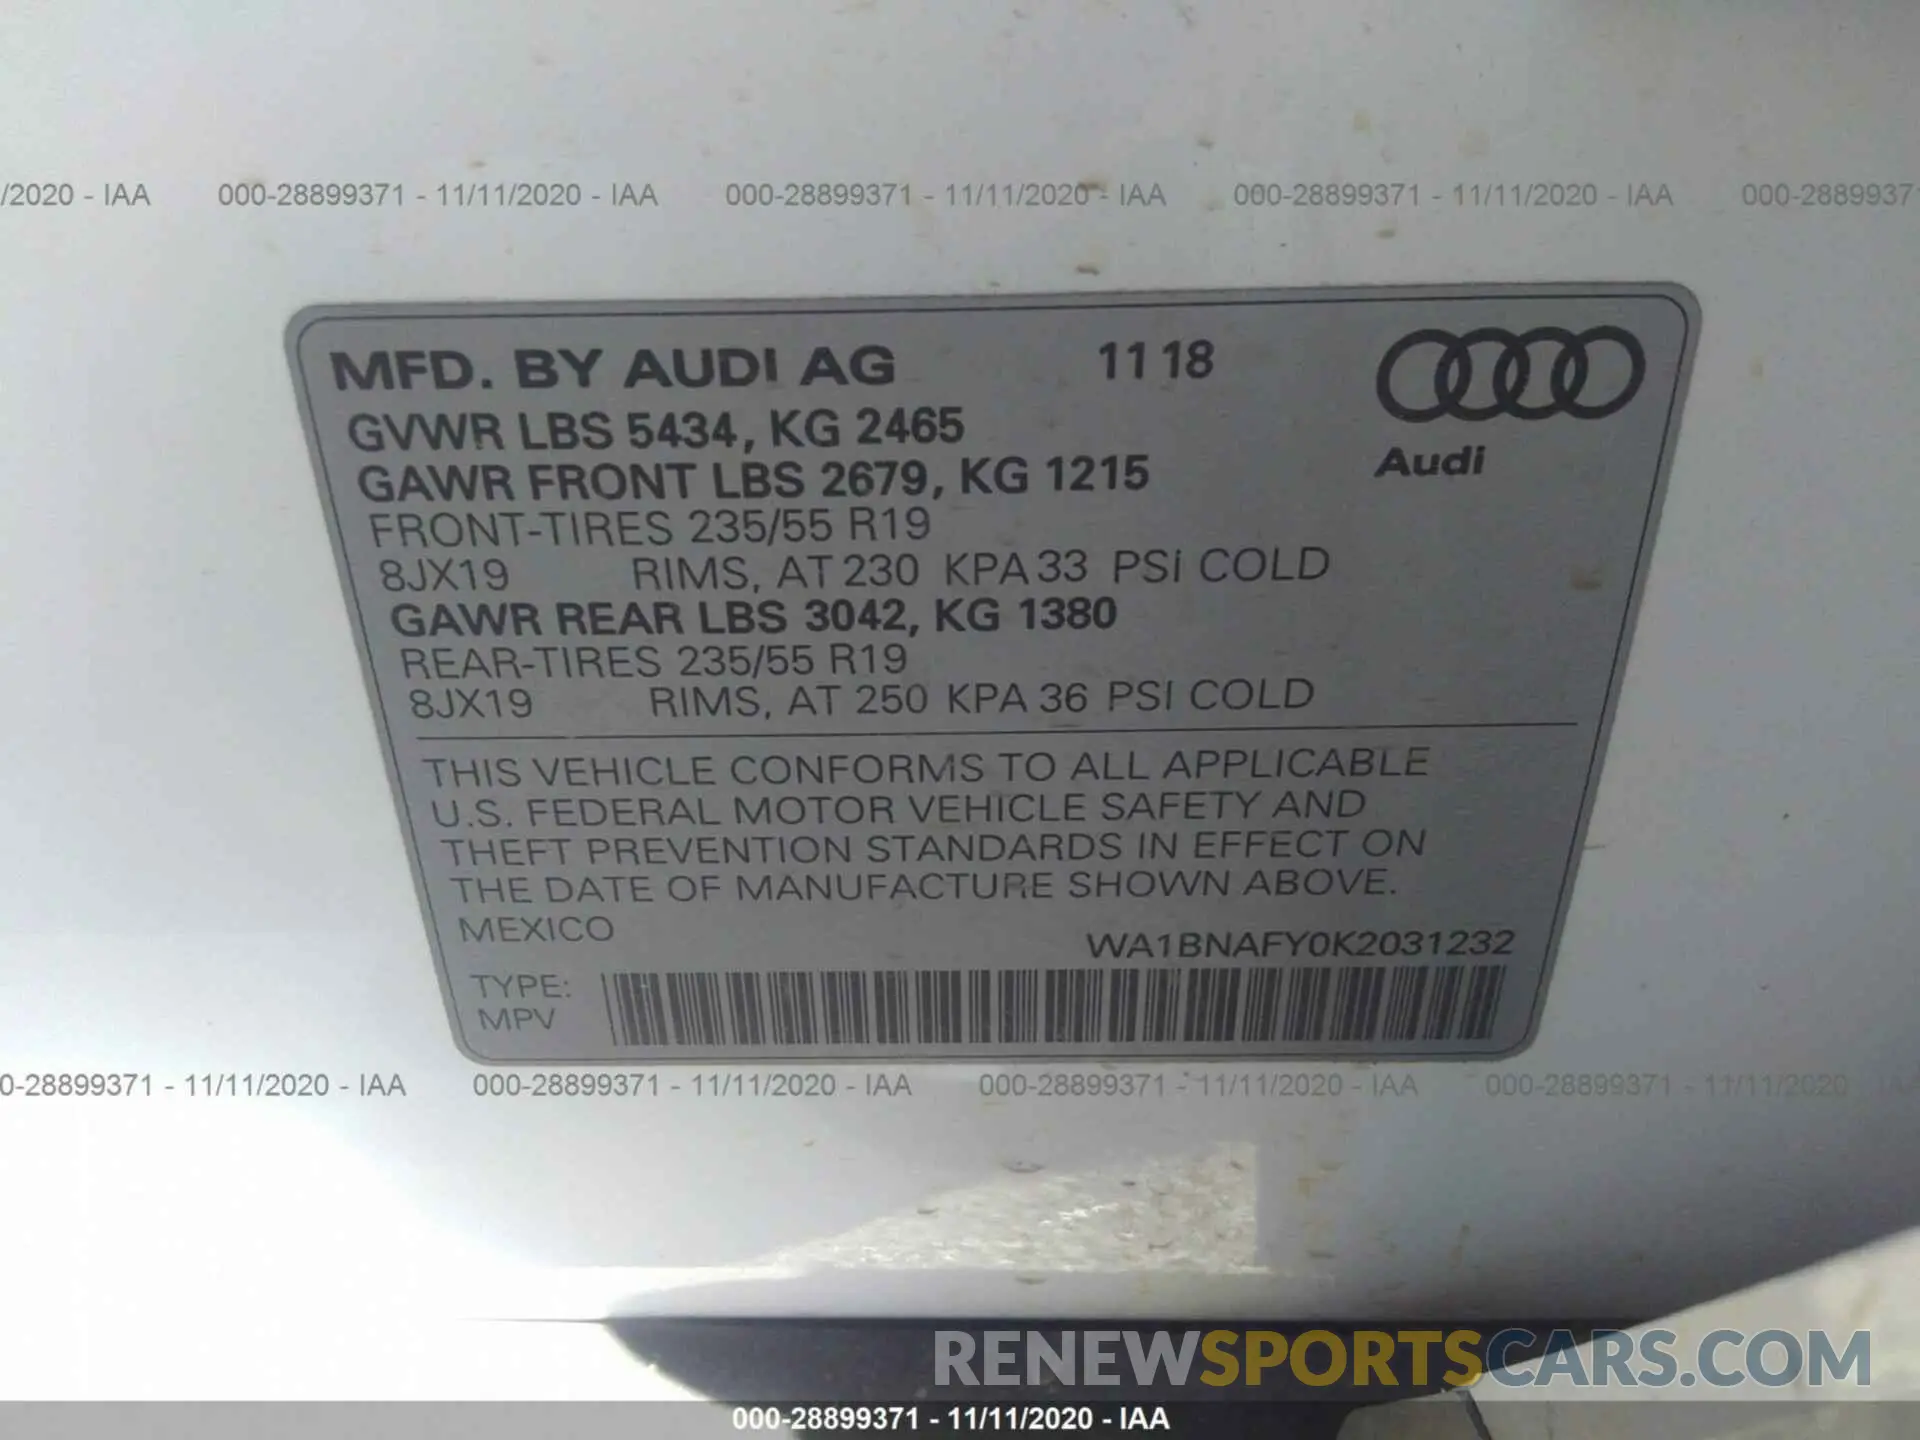 /2020 - IAA 000-28899371 - 11/11/2020 - IAA 000-28899371 - 11/11/2020 - IAA 000-28899371 - 11/11/2020 - IAA 000-2889937
MFD. BY AUDI AG 11 18
GVWR LBS 5434, KG 2465
GAWR FRONT LBS 2679, KG 1215
Audi
FRONT-TIRES 235/55 R19
8JX19 RIMS, AT 230 KPA 33 PSI COLD
GAWR REAR LBS 3042, KG 1380
REAR-TIRES 235/55 R19
8JX19 RIMS, AT 250 KPA 36 PSI COLD
THIS VEHICLE CONFORMS TO ALL APPLICABLE
U.S. FEDERAL MOTOR VEHICLE SAFETY AND
THEFT PREVENTION STANDARDS IN EFFECT ON
THE DATE OF MANUFACTURE SHOWN ABOVE.
MEXICO
WA1BNAFY0K2031232
TYPE:
MPV
0-28899371 - 11/11/2020 - IAA 000-28899371 - 11/11/2020 - IAA 000-28899371 - 11/11/2020 - IAA 000-28899371 - 11/11/2020 IAA
RENEWSPORTSCARS.COM
000-28899371 - 11/11/2020 - IAA